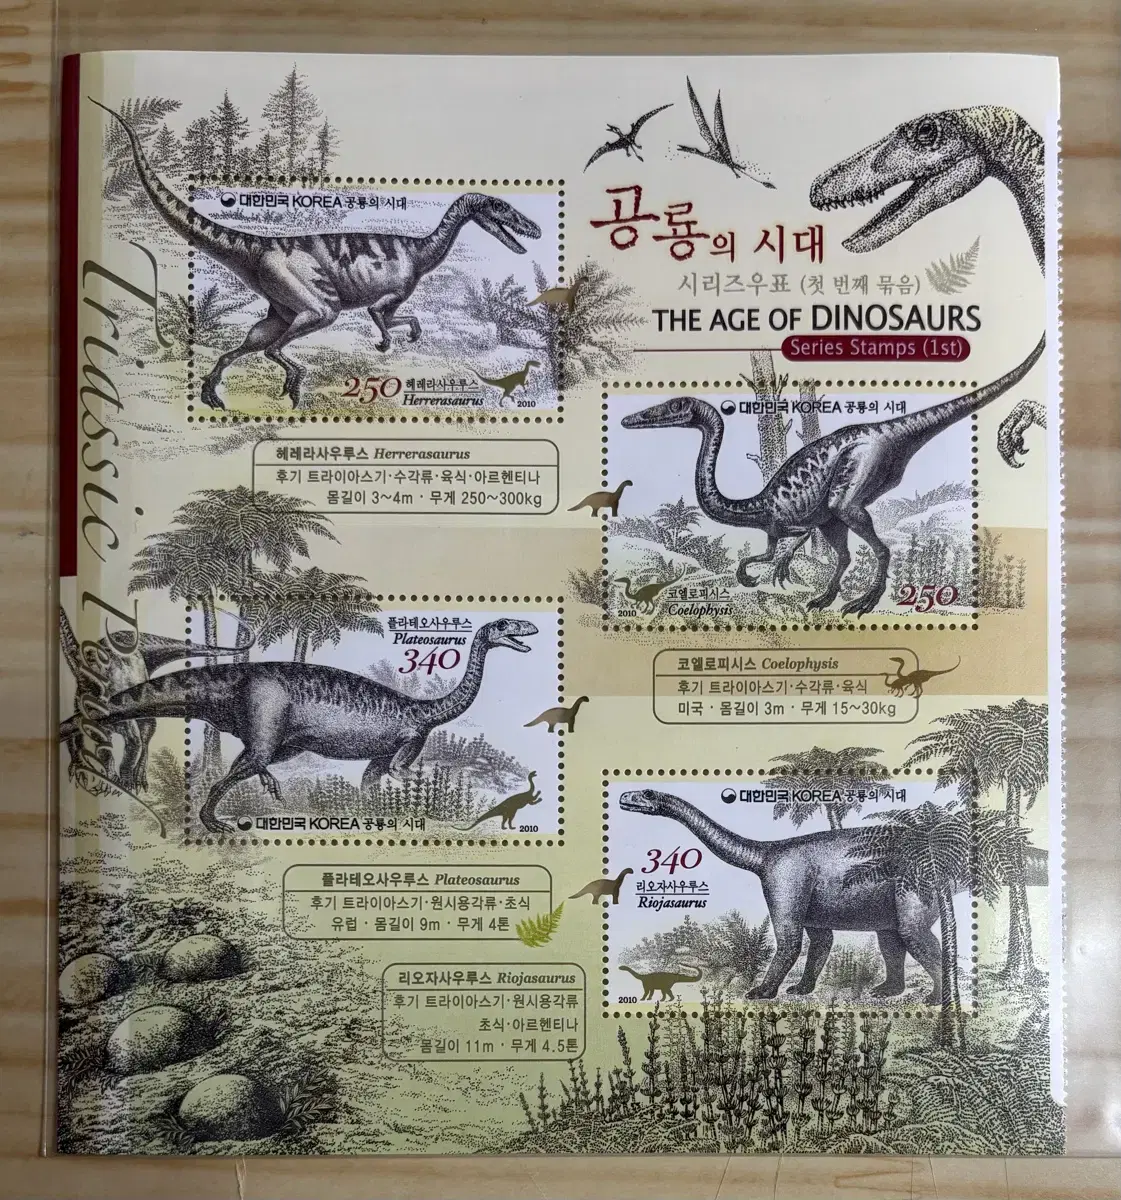 공룡의 시대
시리즈우표 (첫 번째 묶음)
THE AGE OF DINOSAURS
Series Stamps (1st)
Triassic Period
대한민국 KOREA 공룡의 시대
250 헤레라사우루스
Herrerasaurus
2010
헤레라사우루스 Herrerasaurus
후기 트라이아스기·수각류·육식·아르헨티나
몸길이 3~4m · 무게 250~300kg
대한민국 KOREA 공룡의 시대
코엘로피시스
Coelophysis
2010
250
코엘로피시스 Coelophysis
후기 트라이아스기·수각류·육식
미국 · 몸길이 3m · 무게 15~30kg
플라테오사우루스
Plateosaurus
340
대한민국 KOREA 공룡의 시대
2010
플라테오사우루스 Plateosaurus
후기 트라이아스기·원시용각류·초식
유럽 · 몸길이 9m · 무게 4톤
대한민국 KOREA 공룡의 시대
340
리오자사우루스
Riojasaurus
2010
리오자사우루스 Riojasaurus
후기 트라이아스기·원시용각류
초식·아르헨티나
몸길이 11m · 무게 4.5톤